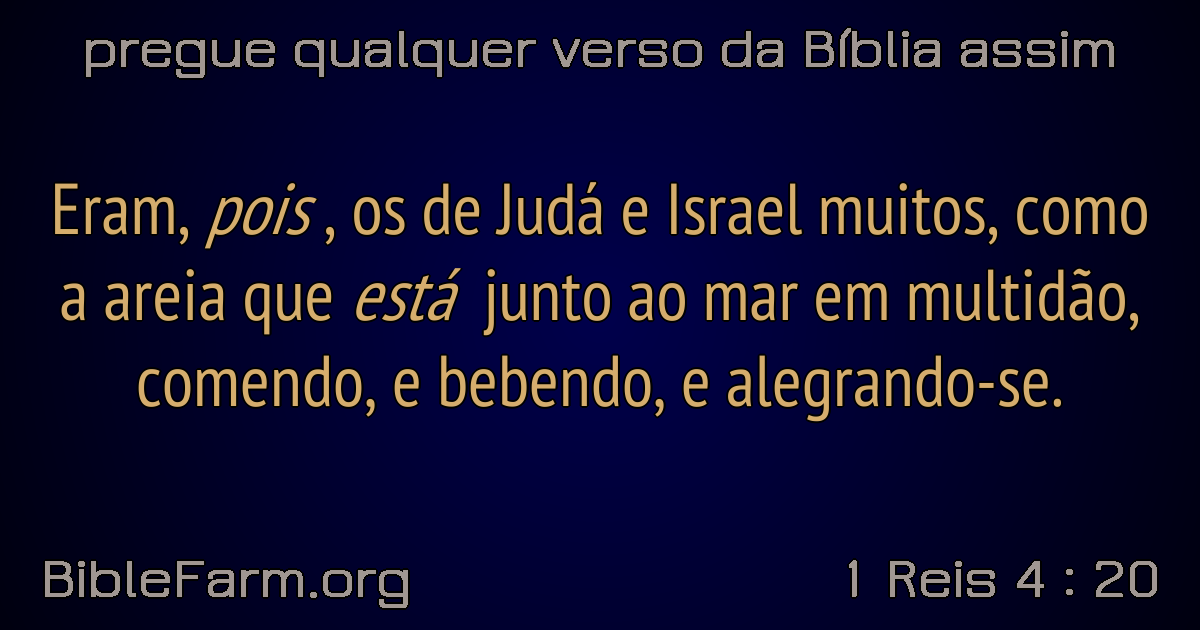 pregue qualquer verso da Bíblia assim
Eram, pois , os de Judá e Israel muitos, como
a areia que está junto ao mar em multidão,
comendo, e bebendo, e alegrando-se.
BibleFarm.org
1 Reis 4 : 20